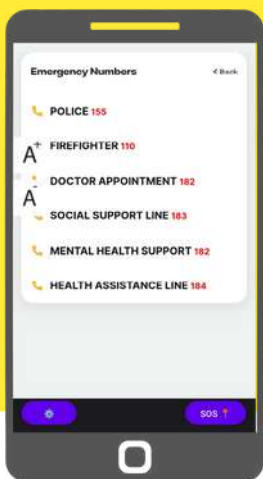 Emergency Numbers
< Back
POLICE 155
FIREFIGHTER 110
A+
DOCTOR APPOINTMENT 182
A-
SOCIAL SUPPORT LINE 183
MENTAL HEALTH SUPPORT 182
HEALTH ASSISTANCE LINE 184
SOS